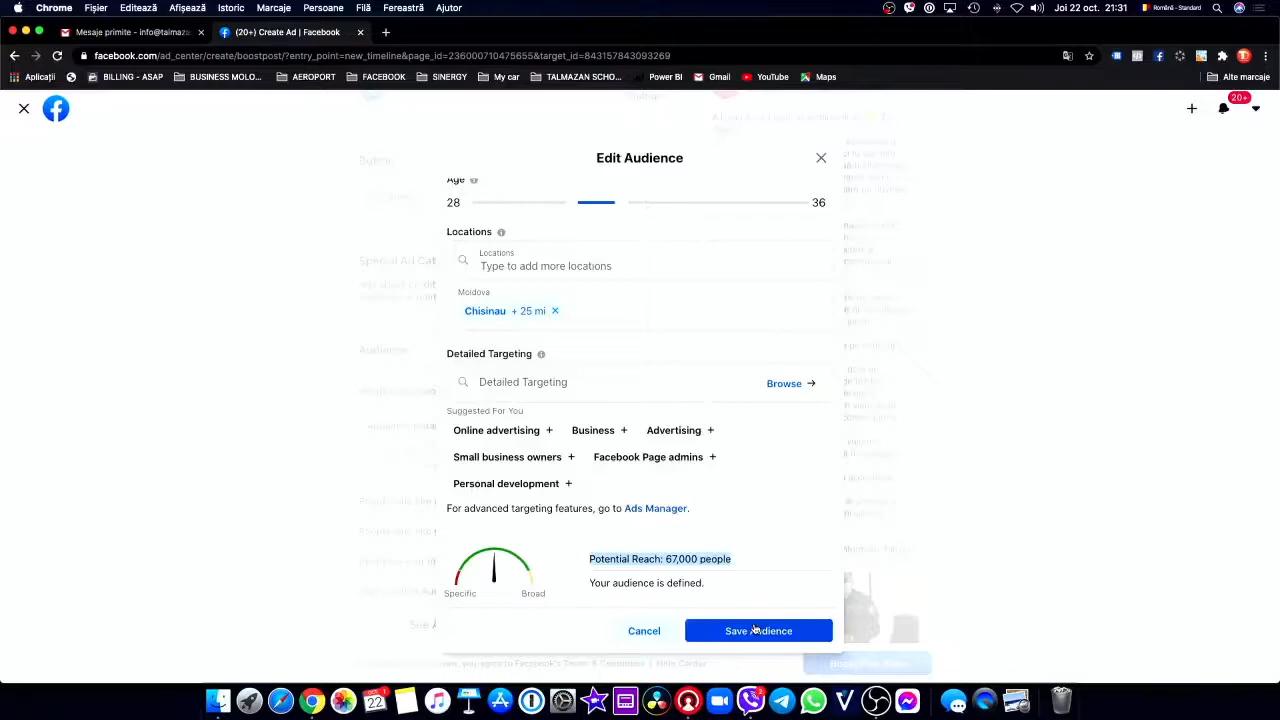 Chrome Fișier Editează Afișează Istoric Marcaje Persoane Filă Fereastră Ajutor Română - Standard Joi 22 oct. 21:31
Mesaje primite - info@talmaza (20+) Create Ad | Facebook
facebook.com/ad_center/create/boostpost/?entry_point=new_timeline&page_id=236000710475655&target_id=843157843093269
Aplicații BILLING - ASAP BUSINESS MOLO... AEROPORT FACEBOOK SINERGY My car TALMAZAN SCHO... Power BI Gmail YouTube Maps Alte marcaje
20+
Edit Audience
Age
28 36
Locations
Locations
Type to add more locations
Moldova
Chisinau + 25 mi
Detailed Targeting
Detailed Targeting Browse
Suggested For You
Online advertising + Business + Advertising +
Small business owners + Facebook Page admins +
Personal development +
For advanced targeting features, go to Ads Manager.
Potential Reach: 67,000 people
Your audience is defined.
Specific Broad
Cancel Save Audience